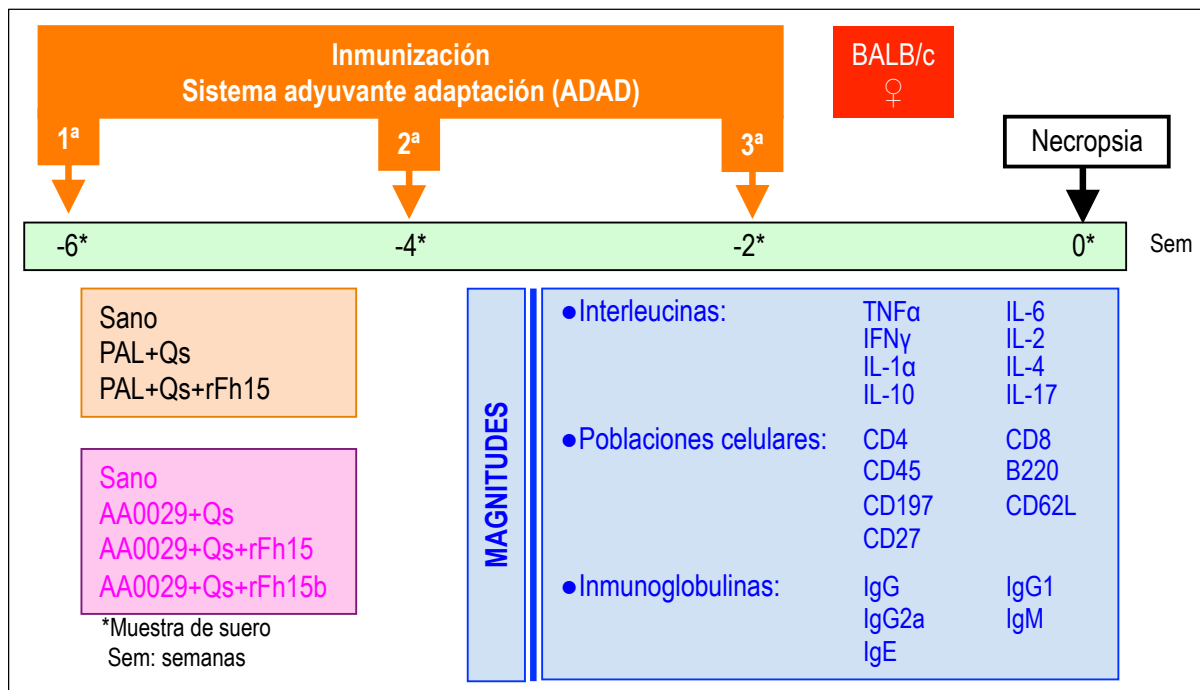 Inmunización
Sistema adyuvante adaptación (ADAD)
BALB/c
♀
1ª
2ª
3ª
Necropsia
-6*
-4*
-2*
0*
Sem
Sano
PAL+Qs
PAL+Qs+rFh15
Sano
AA0029+Qs
AA0029+Qs+rFh15
AA0029+Qs+rFh15b
*Muestra de suero
Sem: semanas
MAGNITUDES
●Interleucinas: TNFα IL-6
IFNγ IL-2
IL-1α IL-4
IL-10 IL-17
●Poblaciones celulares: CD4 CD8
CD45 B220
CD197 CD62L
CD27
●Inmunoglobulinas: IgG IgG1
IgG2a IgM
IgE